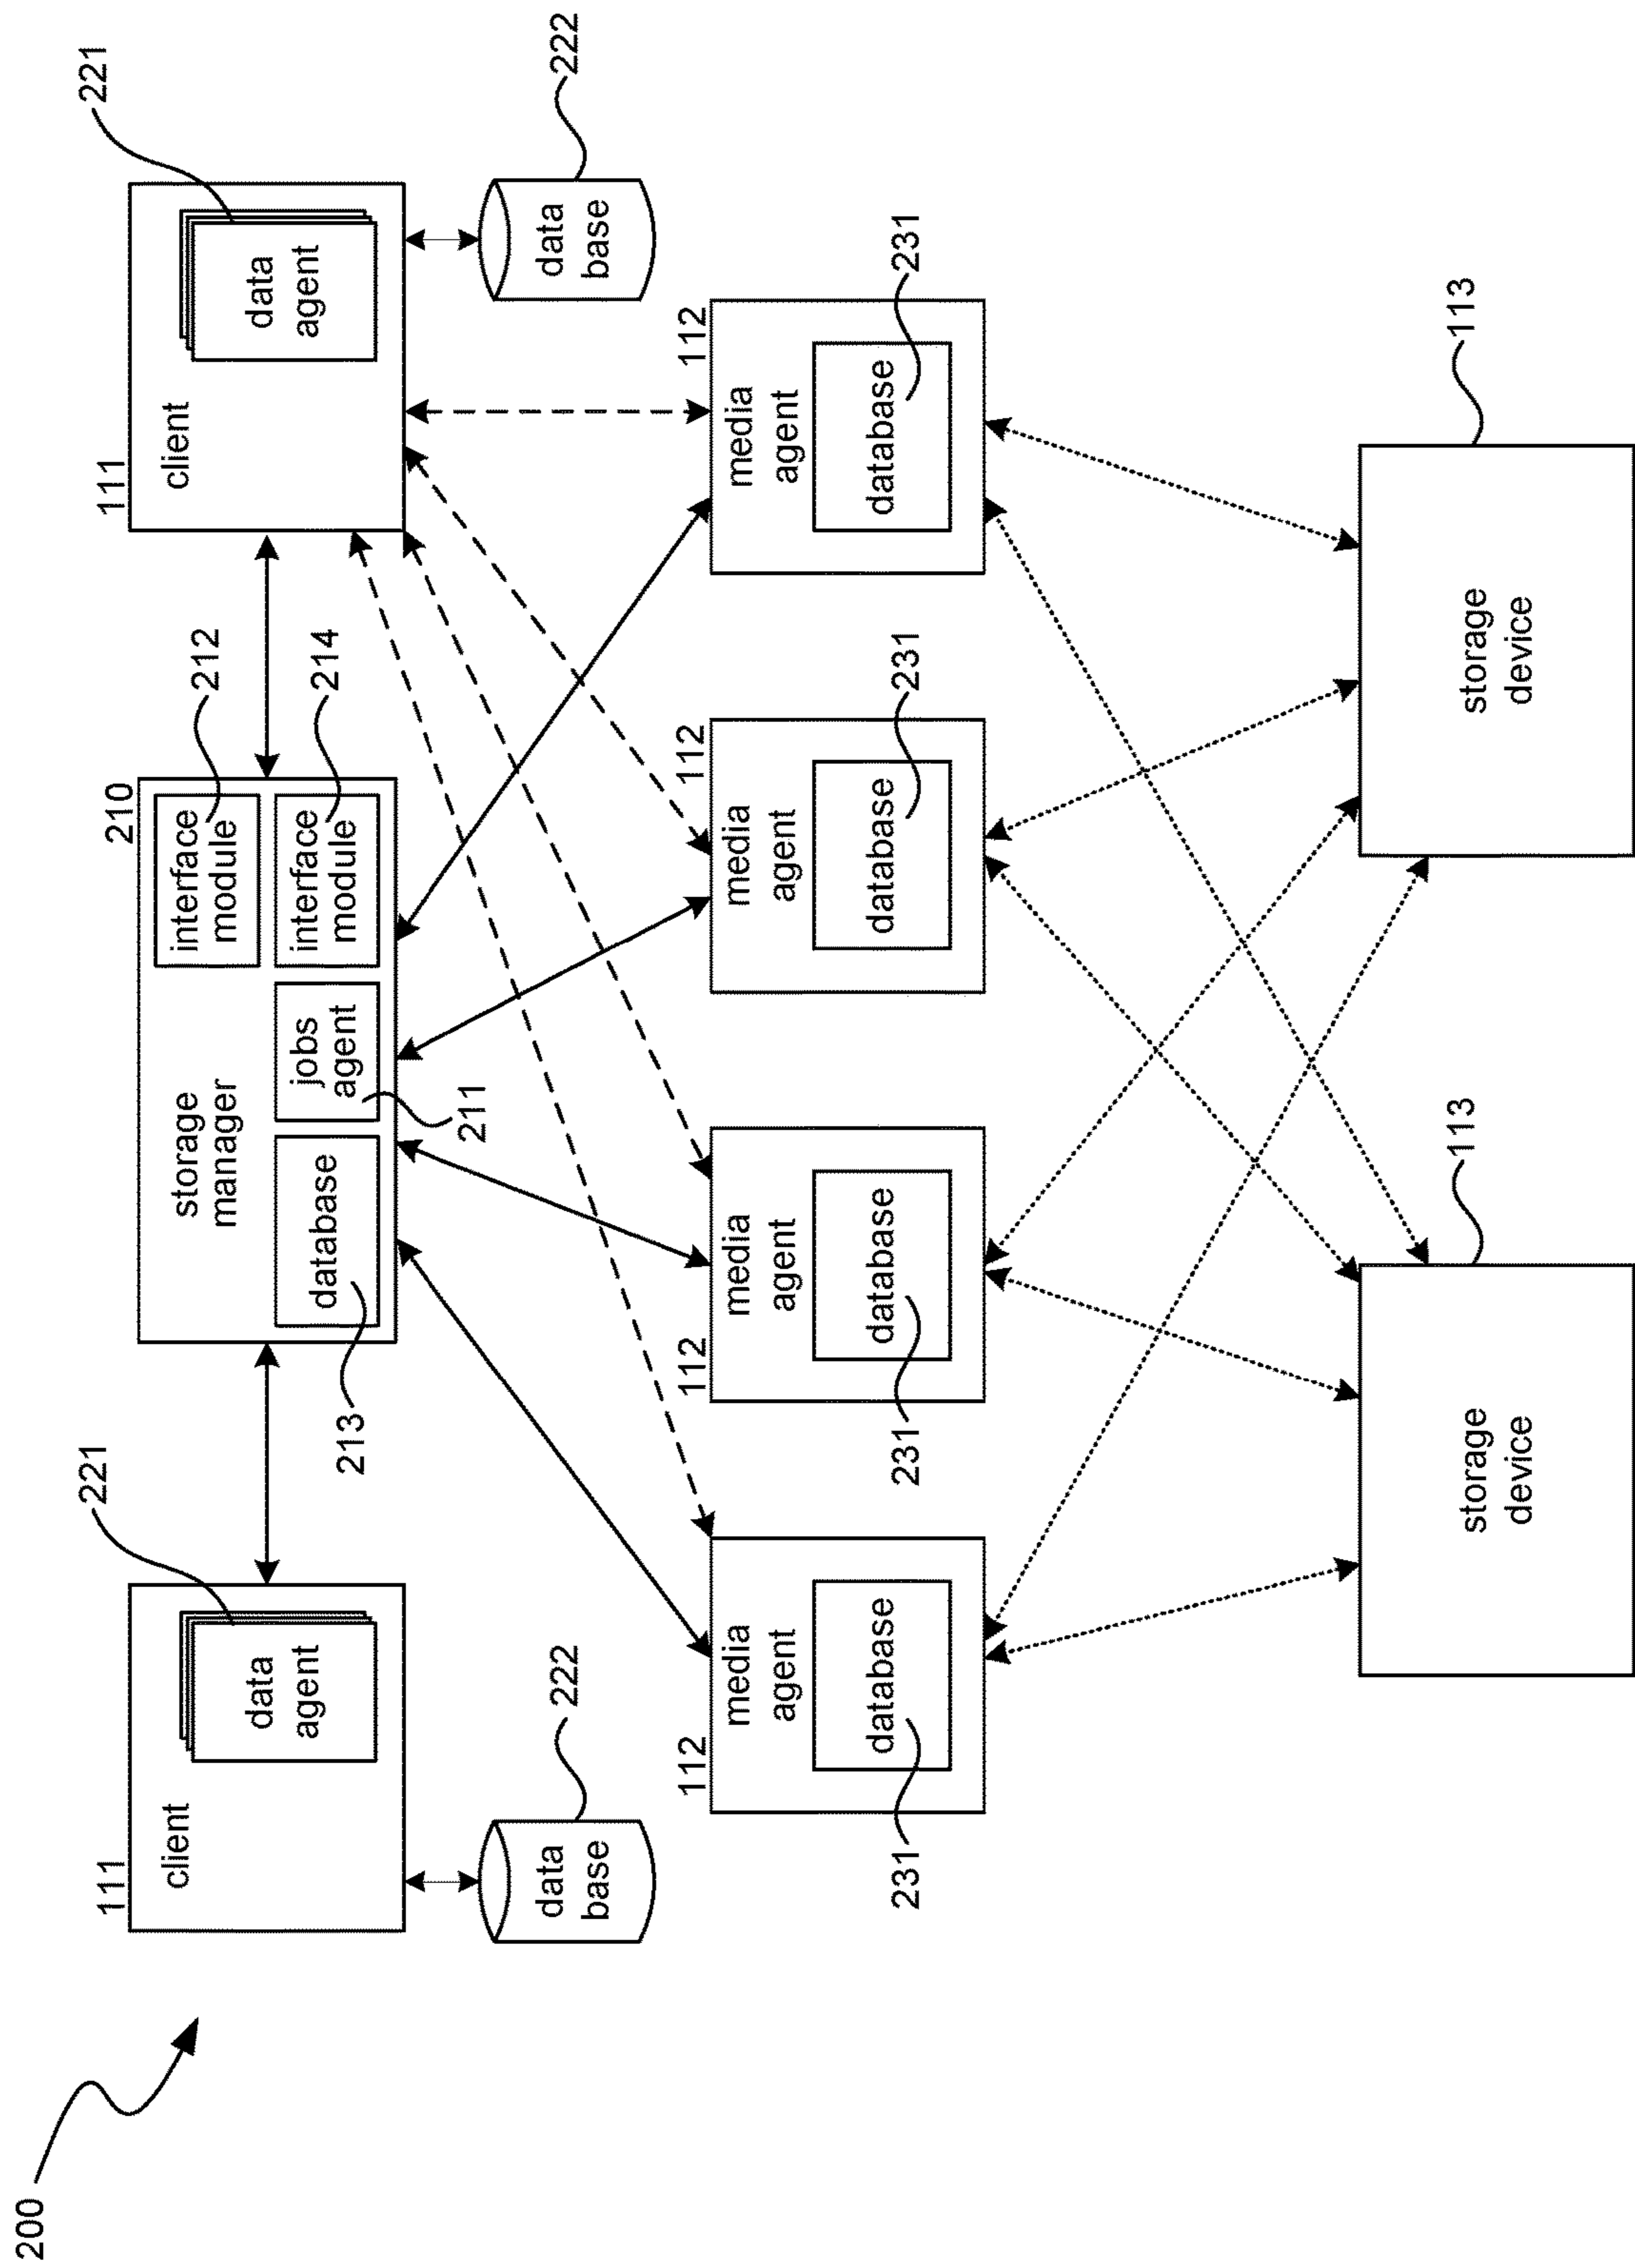 200
111
client
data
agent
221
data
base
222
210
storage
manager
database
213
jobs
agent
211
interface
module
212
interface
module
214
111
client
data
agent
221
data
base
222
112
media
agent
database
231
112
media
agent
database
231
112
media
agent
database
231
112
media
agent
database
231
storage
device
113
storage
device
113